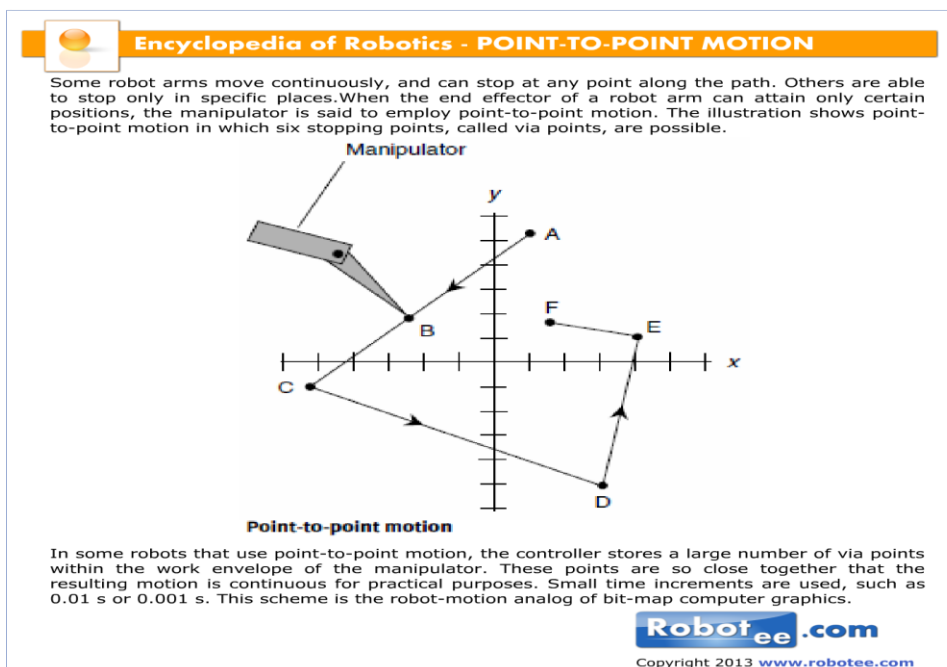 Encyclopedia of Robotics - POINT-TO-POINT MOTION
Some robot arms move continuously, and can stop at any point along the path. Others are able
to stop only in specific places.When the end effector of a robot arm can attain only certain
positions, the manipulator is said to employ point-to-point motion. The illustration shows point-
to-point motion in which six stopping points, called via points, are possible.
Manipulator
y
A
F
B
E
x
C
D
Point-to-point motion
In some robots that use point-to-point motion, the controller stores a large number of via points
within the work envelope of the manipulator. These points are so close together that the
resulting motion is continuous for practical purposes. Small time increments are used, such as
0.01 s or 0.001 s. This scheme is the robot-motion analog of bit-map computer graphics.
Robotee.com
Copyright 2013 www.robotee.com